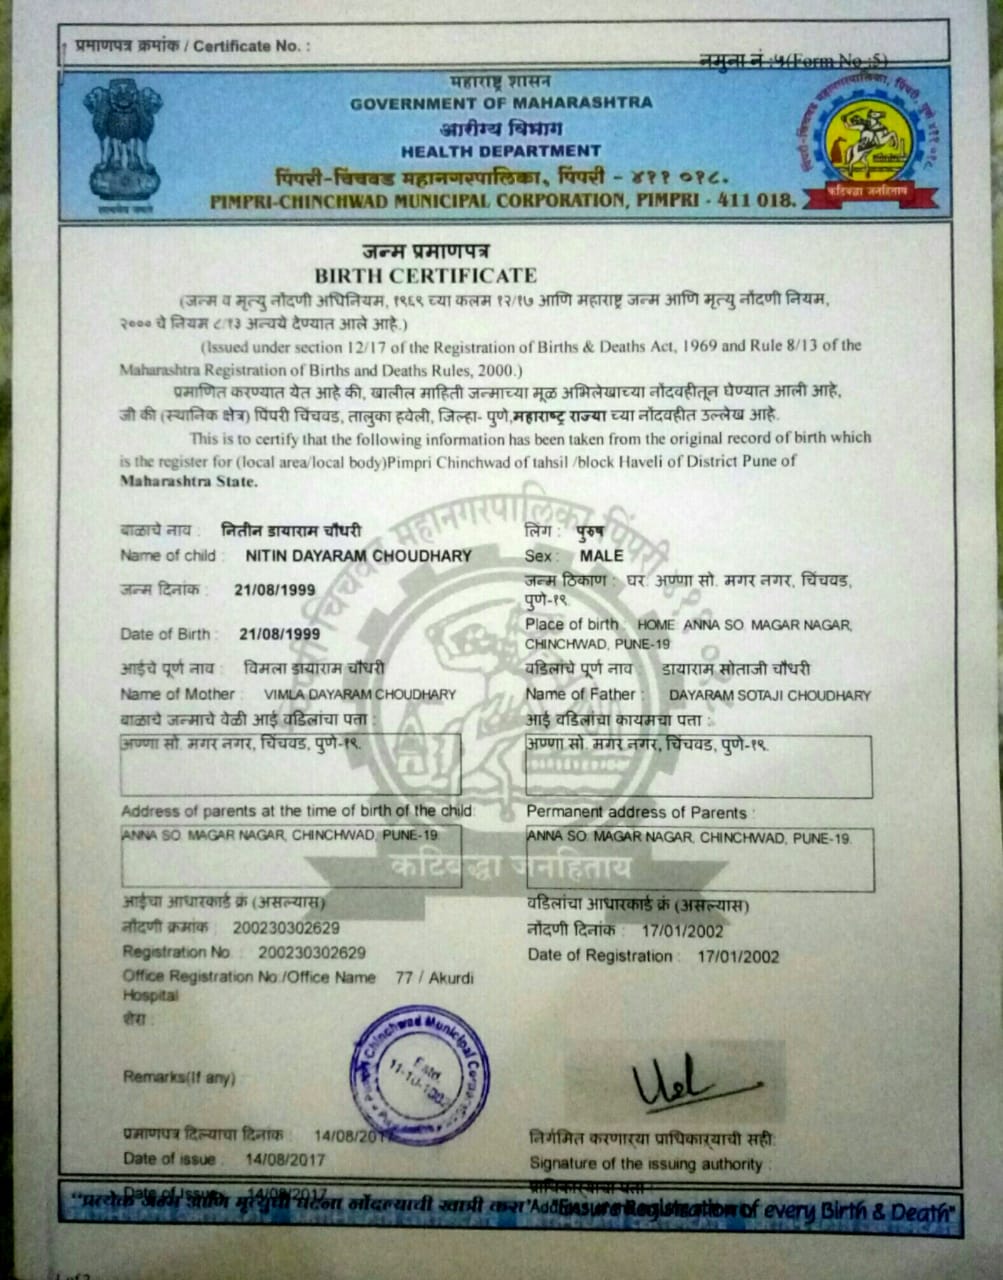 प्रमाणपत्र क्रमांक / Certificate No. :
नमुना नं :५(Form No :5)
महाराष्ट्र शासन
GOVERNMENT OF MAHARASHTRA
आरोग्य विभाग
HEALTH DEPARTMENT
पिंपरी-चिंचवड महानगरपालिका, पिंपरी - ४११ ०१८.
PIMPRI-CHINCHWAD MUNICIPAL CORPORATION, PIMPRI - 411 018.
कटिबद्धा जनहिताय
जन्म प्रमाणपत्र
BIRTH CERTIFICATE
(जन्म व मृत्यु नोंदणी अधिनियम, १९६९ च्या कलम १२/१७ आणि महाराष्ट्र जन्म आणि मृत्यु नोंदणी नियम,
२००० चे नियम ८/१३ अन्वये देण्यात आले आहे.)
(Issued under section 12/17 of the Registration of Births & Deaths Act, 1969 and Rule 8/13 of the
Maharashtra Registration of Births and Deaths Rules, 2000.)
प्रमाणित करण्यात येत आहे की, खालील माहिती जन्माच्या मूळ अभिलेखाच्या नोंदवहीतून घेण्यात आली आहे,
जी की (स्थानिक क्षेत्र) पिंपरी चिंचवड, तालुका हवेली, जिल्हा- पुणे,महाराष्ट्र राज्या च्या नोंदवहीत उल्लेख आहे.
This is to certify that the following information has been taken from the original record of birth which
is the register for (local area/local body)Pimpri Chinchwad of tahsil /block Haveli of District Pune of
Maharashtra State.
बाळाचे नाव : नितीन डायाराम चौधरी लिंग : पुरुष
Name of child : NITIN DAYARAM CHOUDHARY Sex : MALE
जन्म दिनांक : 21/08/1999 जन्म ठिकाण : घर: अण्णा सो. मगर नगर, चिंचवड,
पुणे-१९.
Date of Birth : 21/08/1999 Place of birth HOME: ANNA SO. MAGAR NAGAR,
CHINCHWAD, PUNE-19.
आईचे पूर्ण नाव : विमला डायाराम चौधरी वडिलांचे पूर्ण नाव डायाराम सोताजी चौधरी
Name of Mother : VIMLA DAYARAM CHOUDHARY Name of Father : DAYARAM SOTAJI CHOUDHARY
बाळाचे जन्माचे वेळी आई वडिलांचा पता : आई वडिलांचा कायमचा पता :
अण्णा सो. मगर नगर, चिंचवड, पुणे-१९. अण्णा सो. मगर नगर, चिंचवड, पुणे-१९.
Address of parents at the time of birth of the child: Permanent address of Parents :
ANNA SO. MAGAR NAGAR, CHINCHWAD, PUNE-19. ANNA SO. MAGAR NAGAR, CHINCHWAD, PUNE-19.
कटिबद्धा जनहिताय
आईचा आधारकार्ड क्रं (असल्यास) वडिलांचा आधारकार्ड क्रं (असल्यास)
नोंदणी क्रमांक : 200230302629 नोंदणी दिनांक : 17/01/2002
Registration No. : 200230302629 Date of Registration : 17/01/2002
Office Registration No./Office Name 77 / Akurdi
Hospital
शेरा :
Remarks(If any) :
प्रमाणपत्र दिल्याचा दिनांक : 14/08/2017 निर्गमित करणाऱ्या प्राधिकाऱ्याची सही:
Date of issue : 14/08/2017 Signature of the issuing authority :
Date of Issue : 14/08/2017
"प्रत्येक जन्म आणि मृत्युची घटना नोंदल्याची खात्री करा" "Ensure Registration of every Birth & Death"